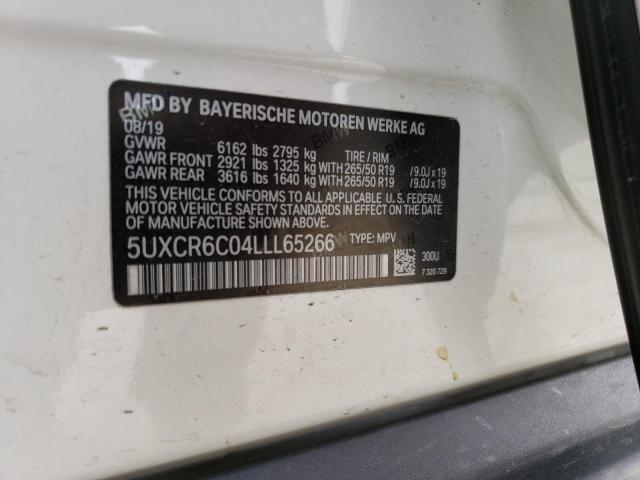 MFD BY BAYERISCHE MOTOREN WERKE AG
08/19
GVWR 6162 lbs 2795 kg TIRE / RIM
GAWR FRONT 2921 lbs 1325 kg WITH 265/50 R19 /9.0J x 19
GAWR REAR 3616 lbs 1640 kg WITH 265/50 R19 /9.0J x 19
THIS VEHICLE CONFORMS TO ALL APPLICABLE U.S. FEDERAL
MOTOR VEHICLE SAFETY STANDARDS IN EFFECT ON THE DATE
OF MANUFACTURE SHOWN ABOVE.
5UXCR6C04LLL65266 TYPE: MPV
300U
7 320 729